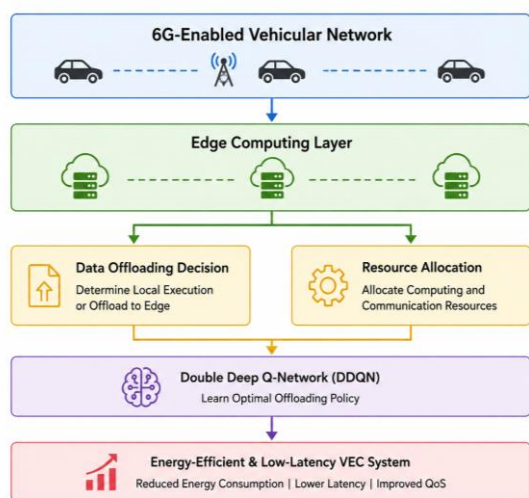 6G-Enabled Vehicular Network
Edge Computing Layer
Data Offloading Decision
Determine Local Execution
or Offload to Edge
Resource Allocation
Allocate Computing and
Communication Resources
Double Deep Q-Network (DDQN)
Learn Optimal Offloading Policy
Energy-Efficient & Low-Latency VEC System
Reduced Energy Consumption | Lower Latency | Improved QoS